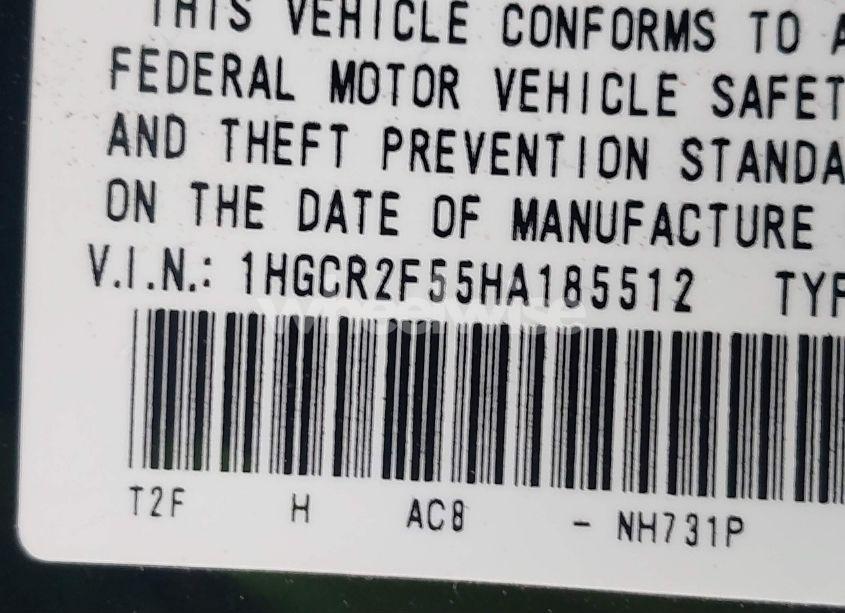 THIS VEHICLE CONFORMS TO A
FEDERAL MOTOR VEHICLE SAFET
AND THEFT PREVENTION STANDA
ON THE DATE OF MANUFACTURE
V.I.N.: 1HGCR2F55HA185512 TYP
wheelwise
T2F H AC8 - NH731P